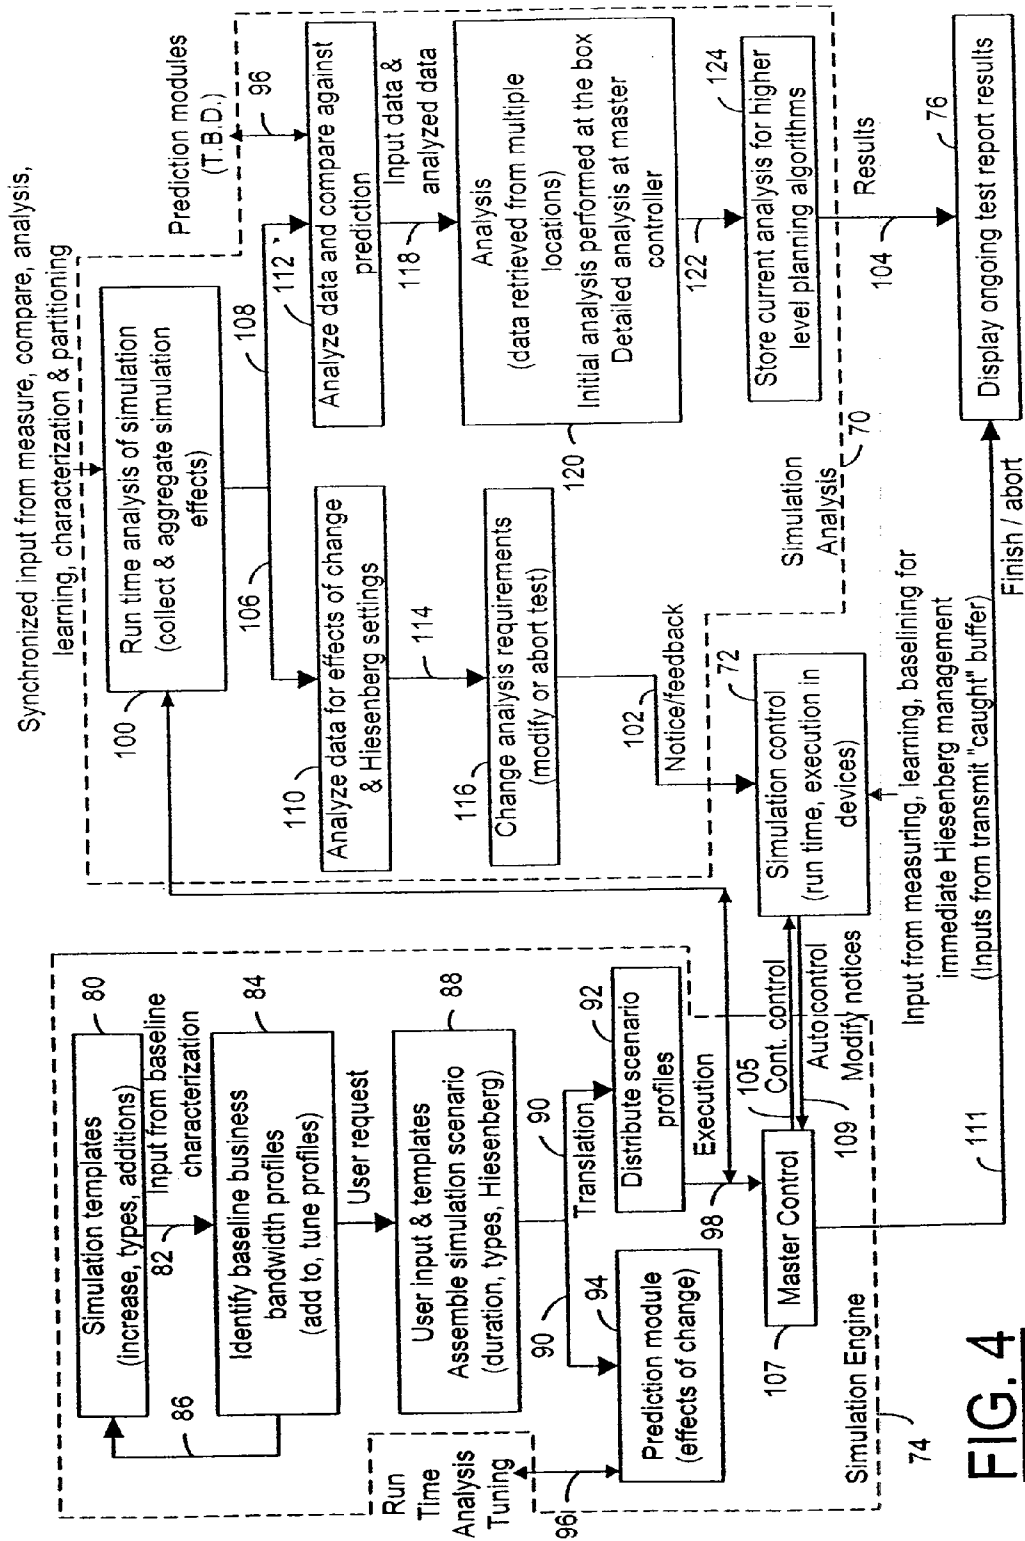 Synchronized input from measure, compare, analysis,
learning, characterization & partitioning
Prediction modules
(T.B.D.)
96
100
Run time analysis of simulation
(collect & aggregate simulation
effects)
106
108
110
Analyze data for effects of change
& Hiesenberg settings
112
Analyze data and compare against
prediction
114
118
Input data &
analyzed data
116
Change analysis requirements
(modify or abort test)
120
Analysis
(data retrieved from multiple
locations)
Initial analysis performed at the box
Detailed analysis at master
controller
102
Notice/feedback
122
124
Store current analysis for higher
level planning algorithms
Simulation
Analysis
70
104
Results
76
Display ongoing test report results
80
Simulation templates
(increase, types, additions)
82
Input from baseline
characterization
84
86
Identify baseline business
bandwidth profiles
(add to, tune profiles)
User request
88
User input & templates
Assemble simulation scenario
(duration, types, Hiesenberg)
90
Translation
90
92
Distribute scenario
profiles
94
Prediction module
(effects of change)
Run
Time
Analysis
Tuning
96
Execution
98
72
Simulation control
(run time, execution in
devices)
105
Cont. control
Auto control
Modify notices
109
107
Master Control
Input from measuring, learning, baselining for
immediate Hiesenberg management
(Inputs from transmit "caught" buffer)
111
Finish / abort
Simulation Engine
74
FIG. 4